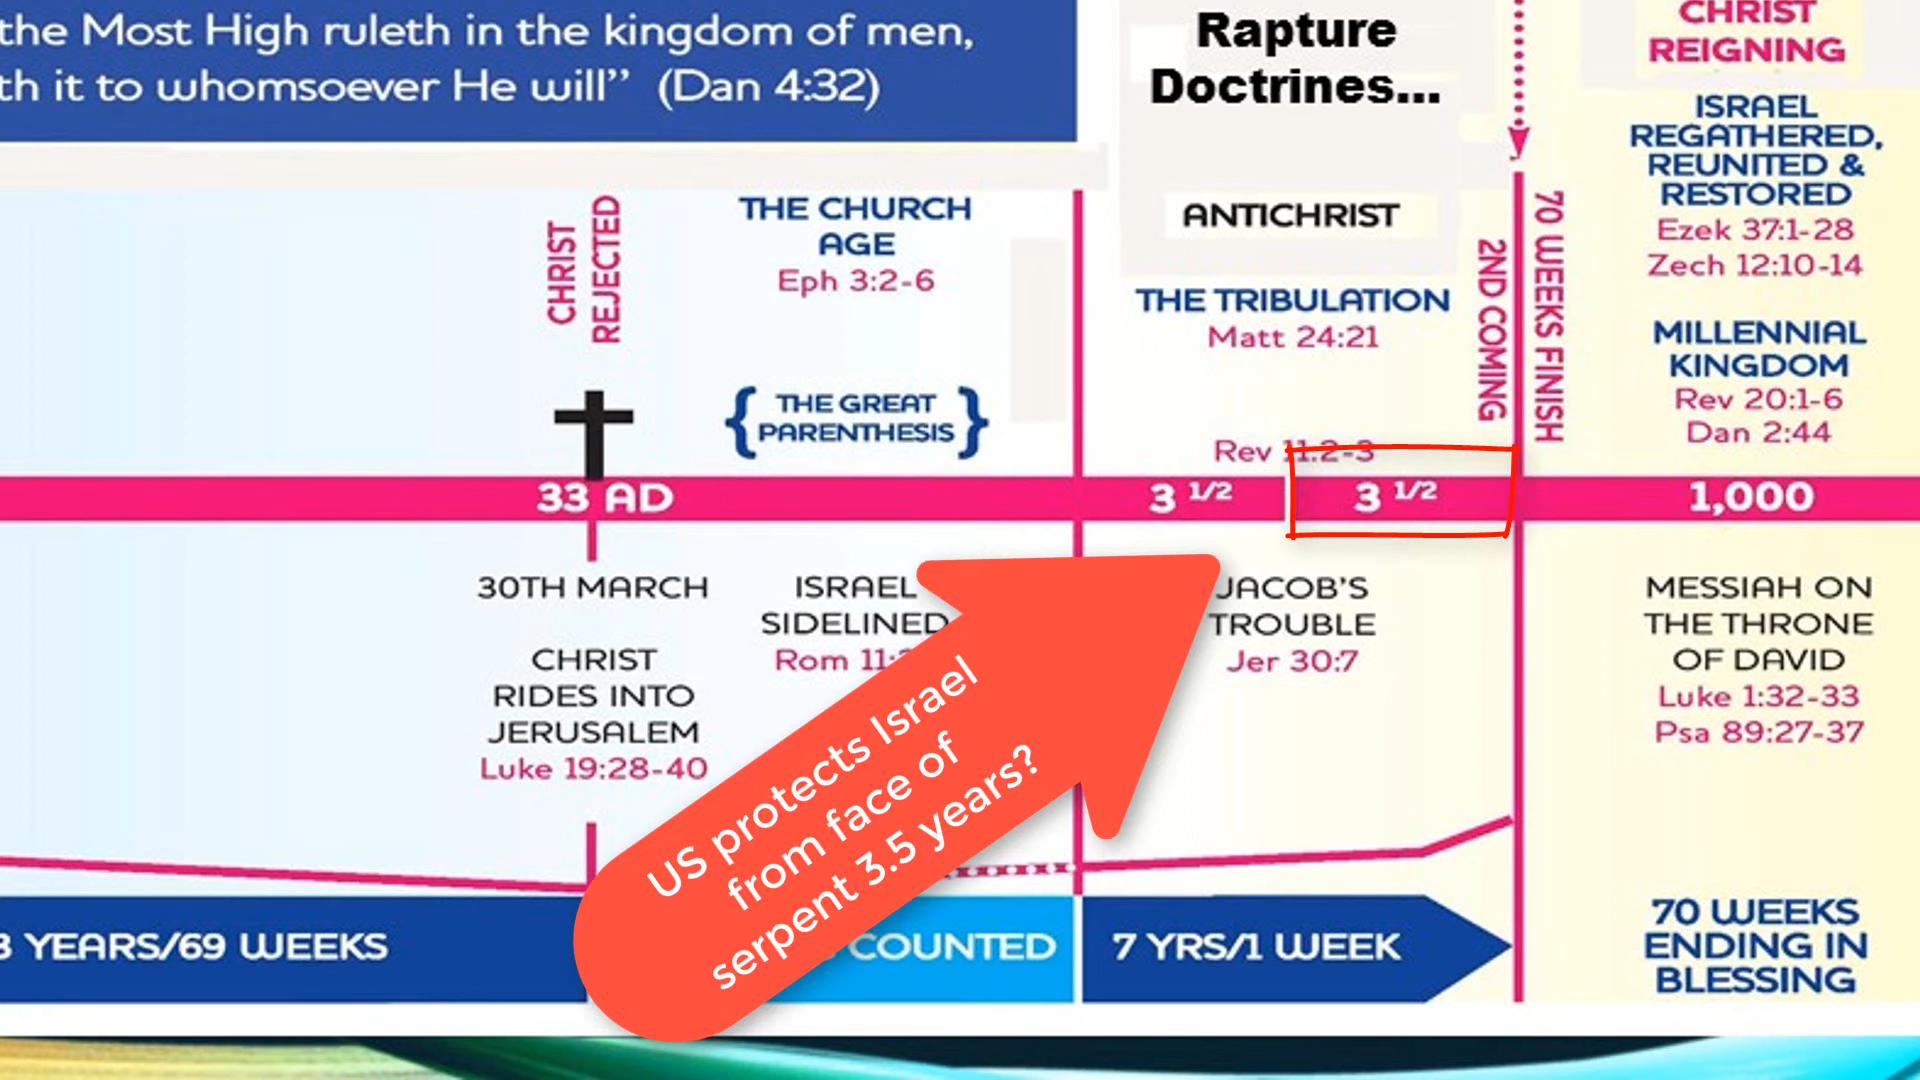 the Most High ruleth in the kingdom of men,
th it to whomsoever He will” (Dan 4:32)
Rapture
Doctrines...
CHRIST
REIGNING
ISRAEL
REGATHERED,
REUNITED &
RESTORED
Ezek 37:1-28
Zech 12:10-14
MILLENNIAL
KINGDOM
Rev 20:1-6
Dan 2:44
CHRIST
REJECTED
THE CHURCH
AGE
Eph 3:2-6
{ THE GREAT
PARENTHESIS }
ANTICHRIST
THE TRIBULATION
Matt 24:21
Rev 11:2-3
2ND COMING
70 WEEKS FINISH
33 AD
3 1/2
3 1/2
1,000
30TH MARCH
CHRIST
RIDES INTO
JERUSALEM
Luke 19:28-40
ISRAEL
SIDELINED
Rom 11:
JACOB'S
TROUBLE
Jer 30:7
MESSIAH ON
THE THRONE
OF DAVID
Luke 1:32-33
Psa 89:27-37
US protects Israel
from face of
serpent 3.5 years?
3 YEARS/69 WEEKS
COUNTED
7 YRS/1 WEEK
70 WEEKS
ENDING IN
BLESSING